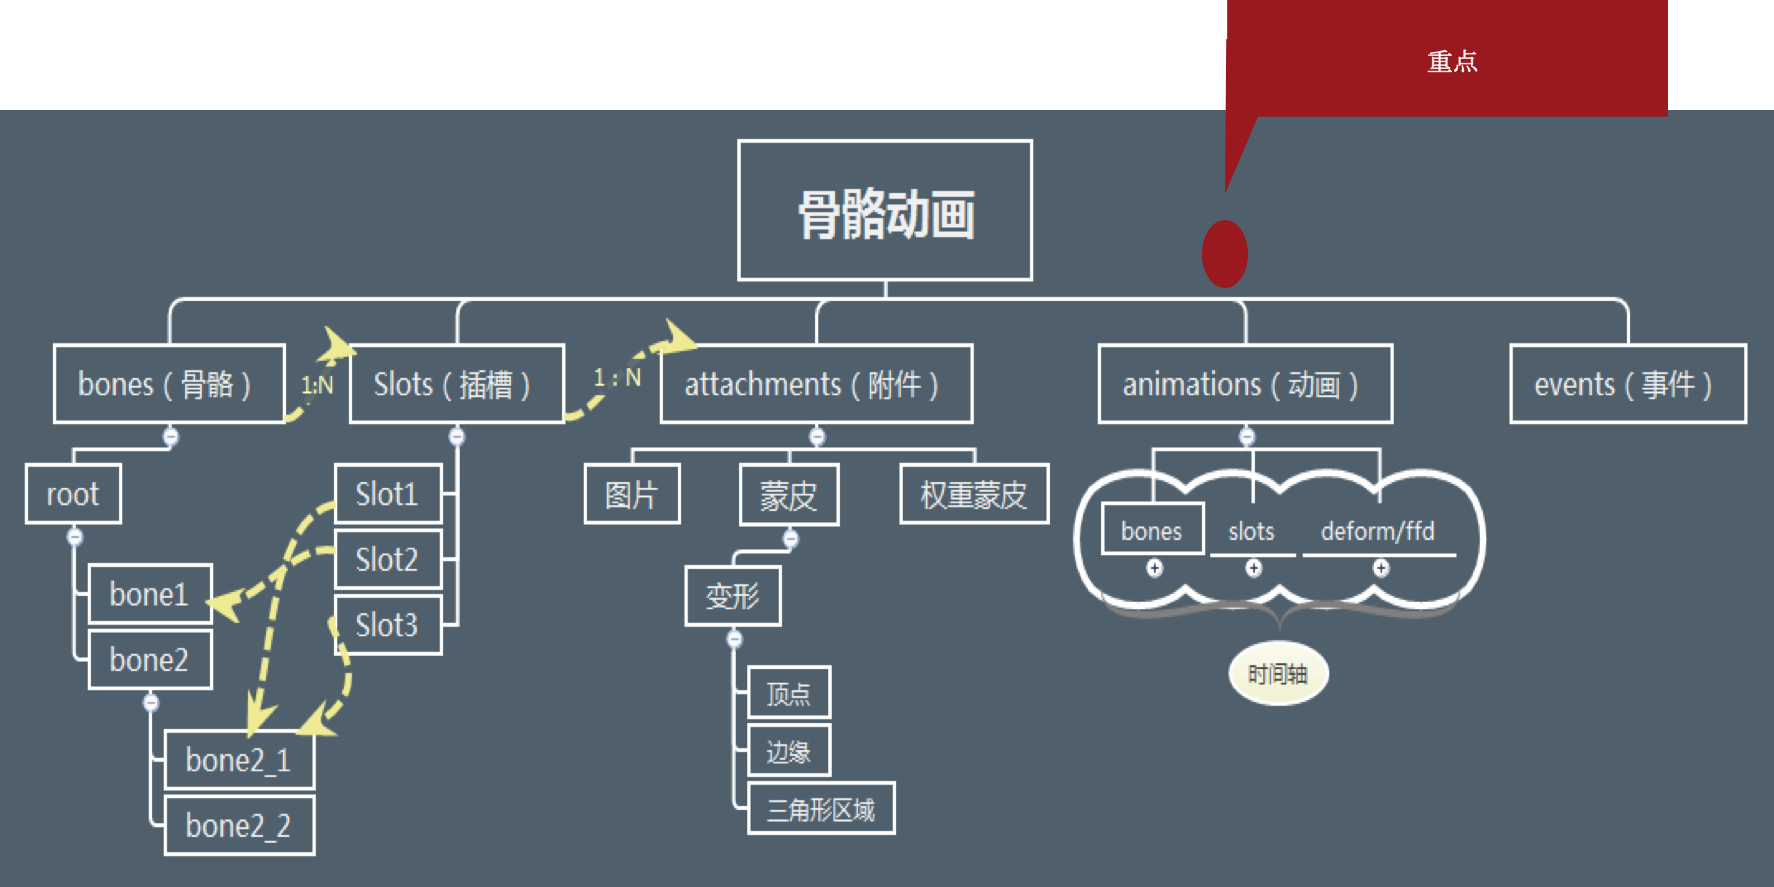 重点
骨骼动画
bones（骨骼）
1:N
Slots（插槽）
1：N
attachments（附件）
animations（动画）
events（事件）
root
bone1
bone2
bone2_1
bone2_2
Slot1
Slot2
Slot3
图片
蒙皮
权重蒙皮
变形
顶点
边缘
三角形区域
bones
slots
deform/ffd
时间轴